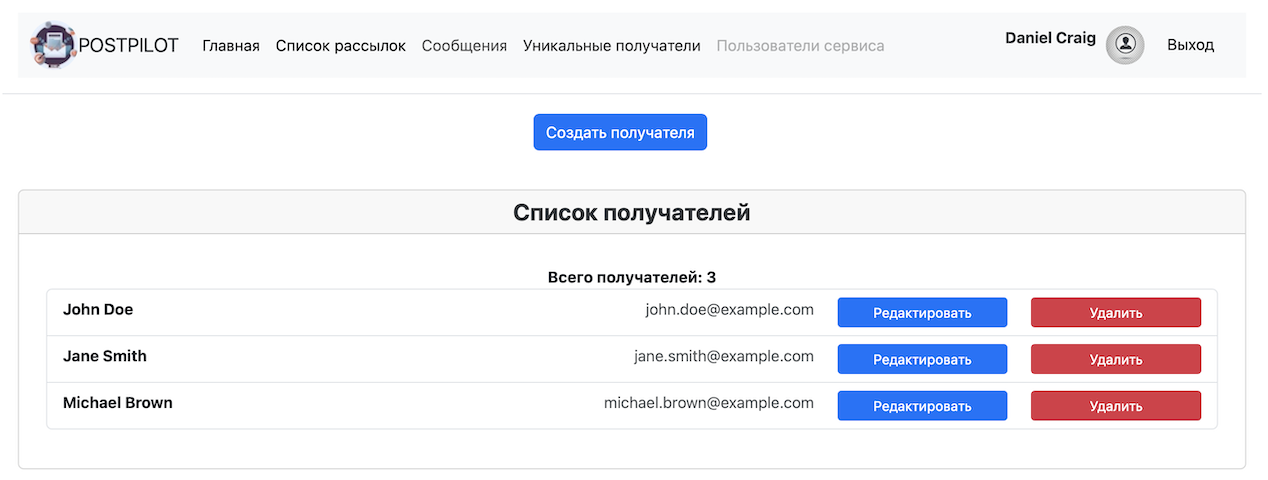 POSTPILOT Главная Список рассылок Сообщения Уникальные получатели Пользователи сервиса Daniel Craig Выход
Создать получателя
Список получателей
Всего получателей: 3
John Doe john.doe@example.com Редактировать Удалить
Jane Smith jane.smith@example.com Редактировать Удалить
Michael Brown michael.brown@example.com Редактировать Удалить